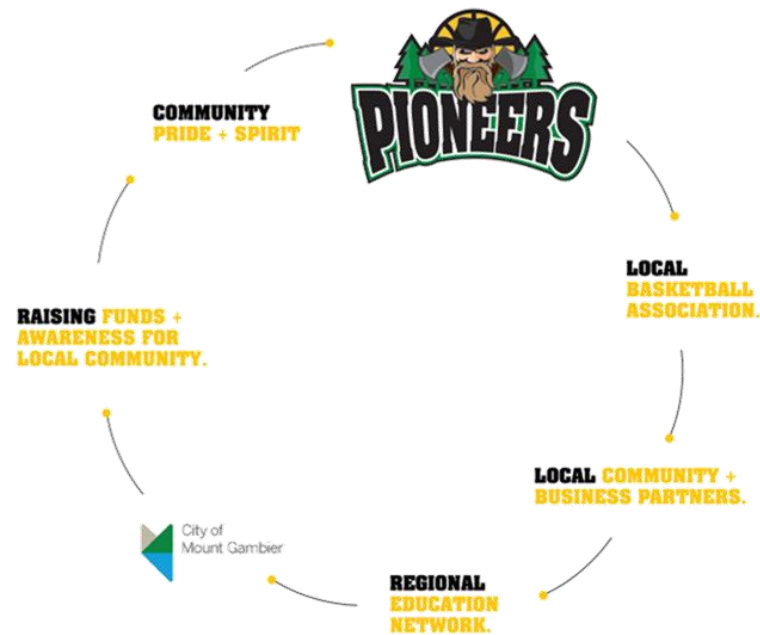 PIONEERS
COMMUNITY
PRIDE + SPIRIT
LOCAL
BASKETBALL
ASSOCIATION.
RAISING FUNDS +
AWARENESS FOR
LOCAL COMMUNITY.
LOCAL COMMUNITY +
BUSINESS PARTNERS.
City of
Mount Gambier
REGIONAL
EDUCATION
NETWORK.